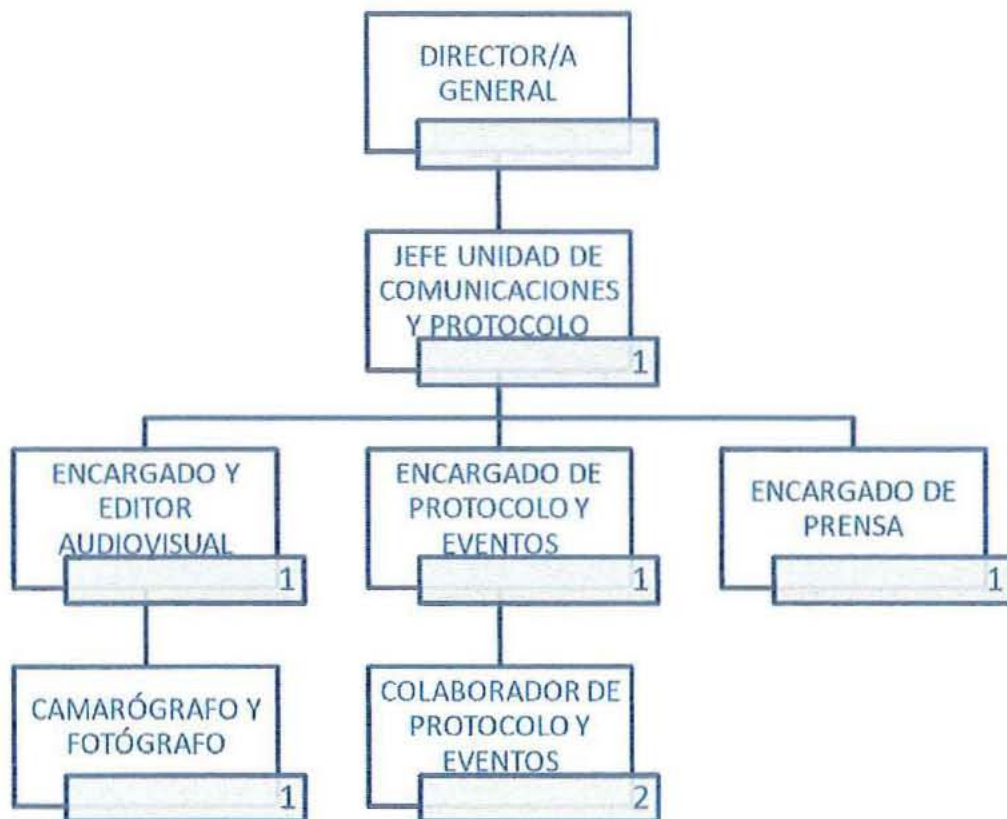 DIRECTOR/A
GENERAL
JEFE UNIDAD DE
COMUNICACIONES
Y PROTOCOLO
1
ENCARGADO Y
EDITOR
AUDIOVISUAL
1
ENCARGADO DE
PROTOCOLO Y
EVENTOS
1
ENCARGADO DE
PRENSA
1
CAMARÓGRAFO Y
FOTÓGRAFO
1
COLABORADOR DE
PROTOCOLO Y
EVENTOS
2